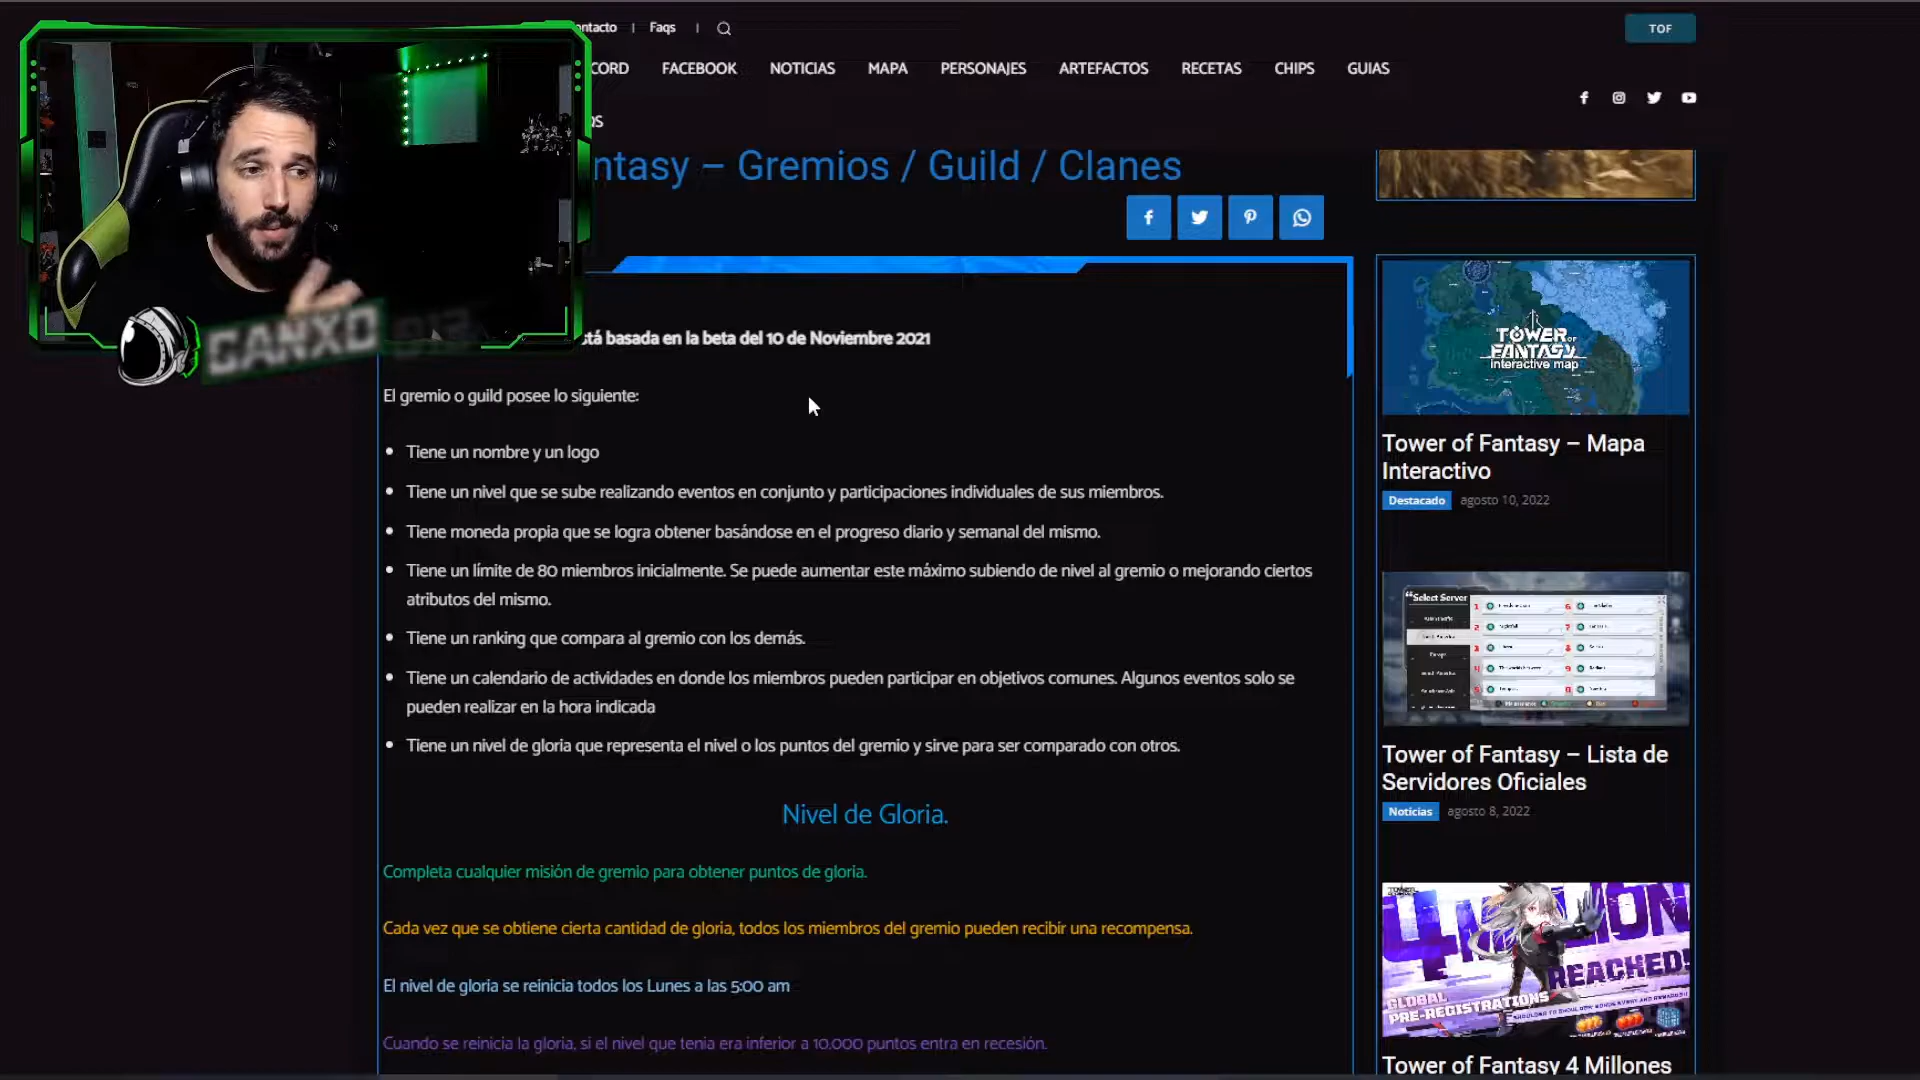 ontacto | Faqs |
TOF
CORD FACEBOOK NOTICIAS MAPA PERSONAJES ARTEFACTOS RECETAS CHIPS GUIAS
QS
ntasy – Gremios / Guild / Clanes
GANXO
stá basada en la beta del 10 de Noviembre 2021
El gremio o guild posee lo siguiente:
Tiene un nombre y un logo
Tiene un nivel que se sube realizando eventos en conjunto y participaciones individuales de sus miembros.
Tiene moneda propia que se logra obtener basándose en el progreso diario y semanal del mismo.
Tiene un límite de 80 miembros inicialmente. Se puede aumentar este máximo subiendo de nivel al gremio o mejorando ciertos
atributos del mismo.
Tiene un ranking que compara al gremio con los demás.
Tiene un calendario de actividades en donde los miembros pueden participar en objetivos comunes. Algunos eventos solo se
pueden realizar en la hora indicada
Tiene un nivel de gloria que representa el nivel o los puntos del gremio y sirve para ser comparado con otros.
Nivel de Gloria.
Completa cualquier misión de gremio para obtener puntos de gloria.
Cada vez que se obtiene cierta cantidad de gloria, todos los miembros del gremio pueden recibir una recompensa.
El nivel de gloria se reinicia todos los Lunes a las 5:00 am
Cuando se reinicia la gloria, si el nivel que tenia era inferior a 10.000 puntos entra en recesión.
TOWER OF
FANTASY
interactive map
Tower of Fantasy – Mapa
Interactivo
Destacado agosto 10, 2022
Select Server
Tower of Fantasy – Lista de
Servidores Oficiales
Noticias agosto 8, 2022
REACHED!
GLOBAL
PRE-REGISTRATIONS
Tower of Fantasy 4 Millones